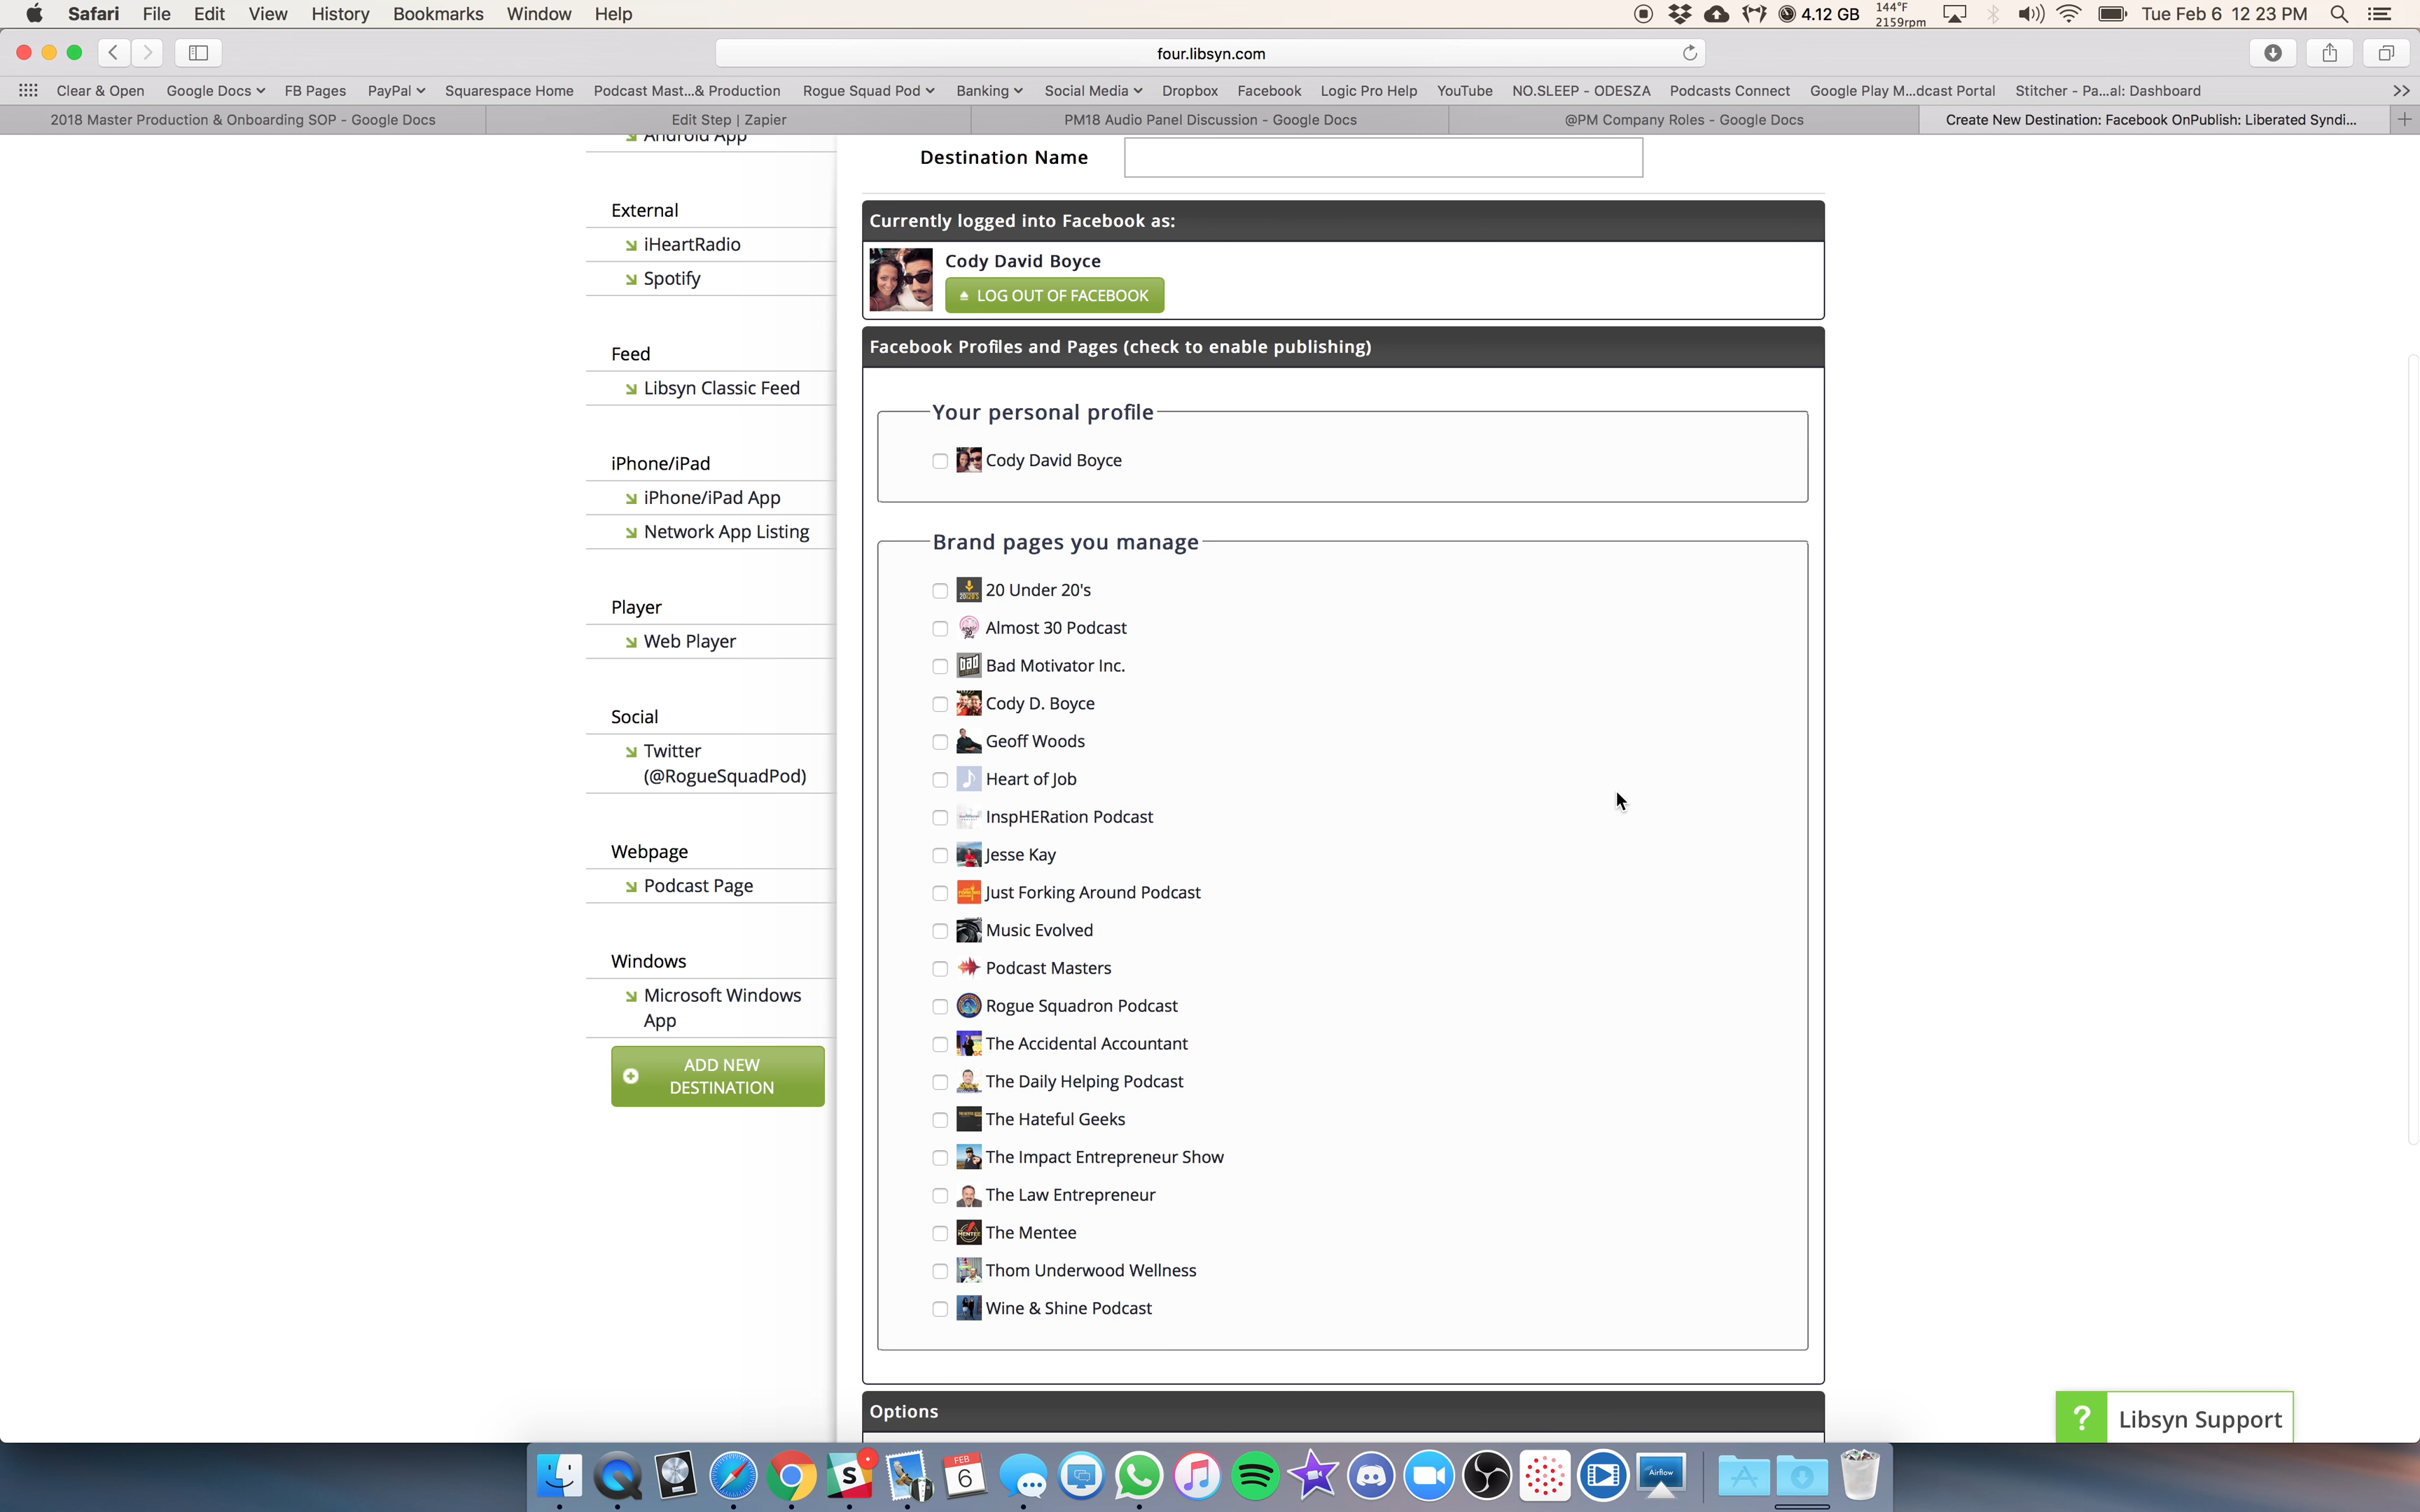 Safari File Edit View History Bookmarks Window Help
4.12 GB 144°F 2159rpm Tue Feb 6 12 23 PM
four.libsyn.com
Clear & Open Google Docs FB Pages PayPal Squarespace Home Podcast Mast...& Production Rogue Squad Pod Banking Social Media Dropbox Facebook Logic Pro Help YouTube NO.SLEEP - ODESZA Podcasts Connect Google Play M...dcast Portal Stitcher - Pa...al: Dashboard
2018 Master Production & Onboarding SOP - Google Docs
Edit Step | Zapier
PM18 Audio Panel Discussion - Google Docs
@PM Company Roles - Google Docs
Create New Destination: Facebook OnPublish: Liberated Syndi...
Android App
External
iHeartRadio
Spotify
Feed
Libsyn Classic Feed
iPhone/iPad
iPhone/iPad App
Network App Listing
Player
Web Player
Social
Twitter
(@RogueSquadPod)
Webpage
Podcast Page
Windows
Microsoft Windows
App
ADD NEW
DESTINATION
Destination Name
Currently logged into Facebook as:
Cody David Boyce
LOG OUT OF FACEBOOK
Facebook Profiles and Pages (check to enable publishing)
Your personal profile
Cody David Boyce
Brand pages you manage
20 Under 20's
Almost 30 Podcast
Bad Motivator Inc.
Cody D. Boyce
Geoff Woods
Heart of Job
InspHERation Podcast
Jesse Kay
Just Forking Around Podcast
Music Evolved
Podcast Masters
Rogue Squadron Podcast
The Accidental Accountant
The Daily Helping Podcast
The Hateful Geeks
The Impact Entrepreneur Show
The Law Entrepreneur
The Mentee
Thom Underwood Wellness
Wine & Shine Podcast
Options
? Libsyn Support
FEB
6
Airflow